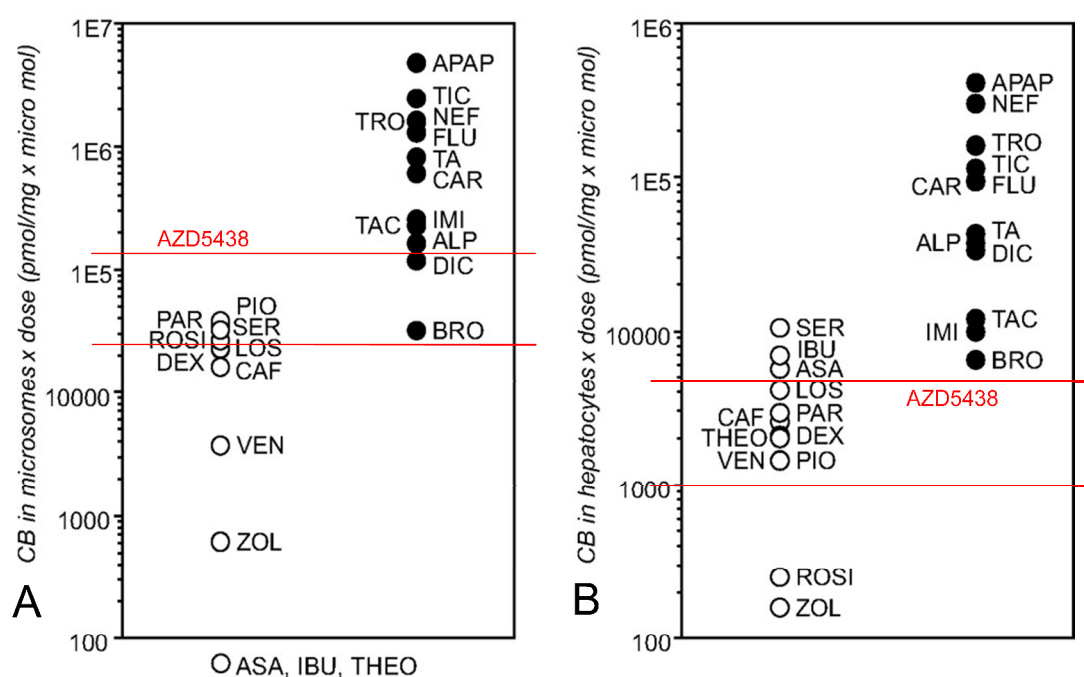 CB in microsomes x dose (pmol/mg x micro mol)
1E7
1E6
1E5
10000
1000
100
APAP
TIC
TRO
NEF
FLU
TA
CAR
TAC
IMI
ALP
DIC
BRO
AZD5438
PIO
PAR
SER
ROSI
LOS
DEX
CAF
VEN
ZOL
ASA, IBU, THEO
A
CB in hepatocytes x dose (pmol/mg x micro mol)
1E6
1E5
10000
1000
100
APAP
NEF
TRO
TIC
CAR
FLU
TA
ALP
DIC
TAC
IMI
BRO
AZD5438
SER
IBU
ASA
LOS
CAF
PAR
THEO
DEX
VEN
PIO
ROSI
ZOL
B